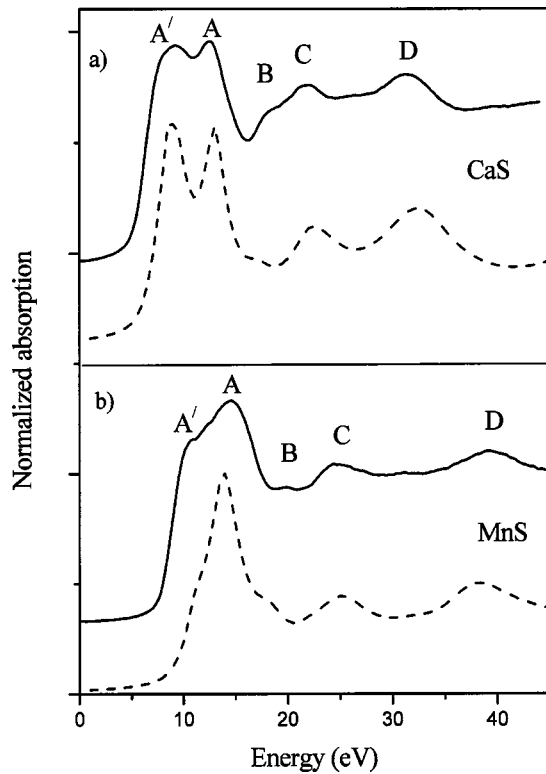 A′ A B C D
a)
CaS
Normalized absorption
b)
A′ A B C D
MnS
0 10 20 30 40
Energy (eV)